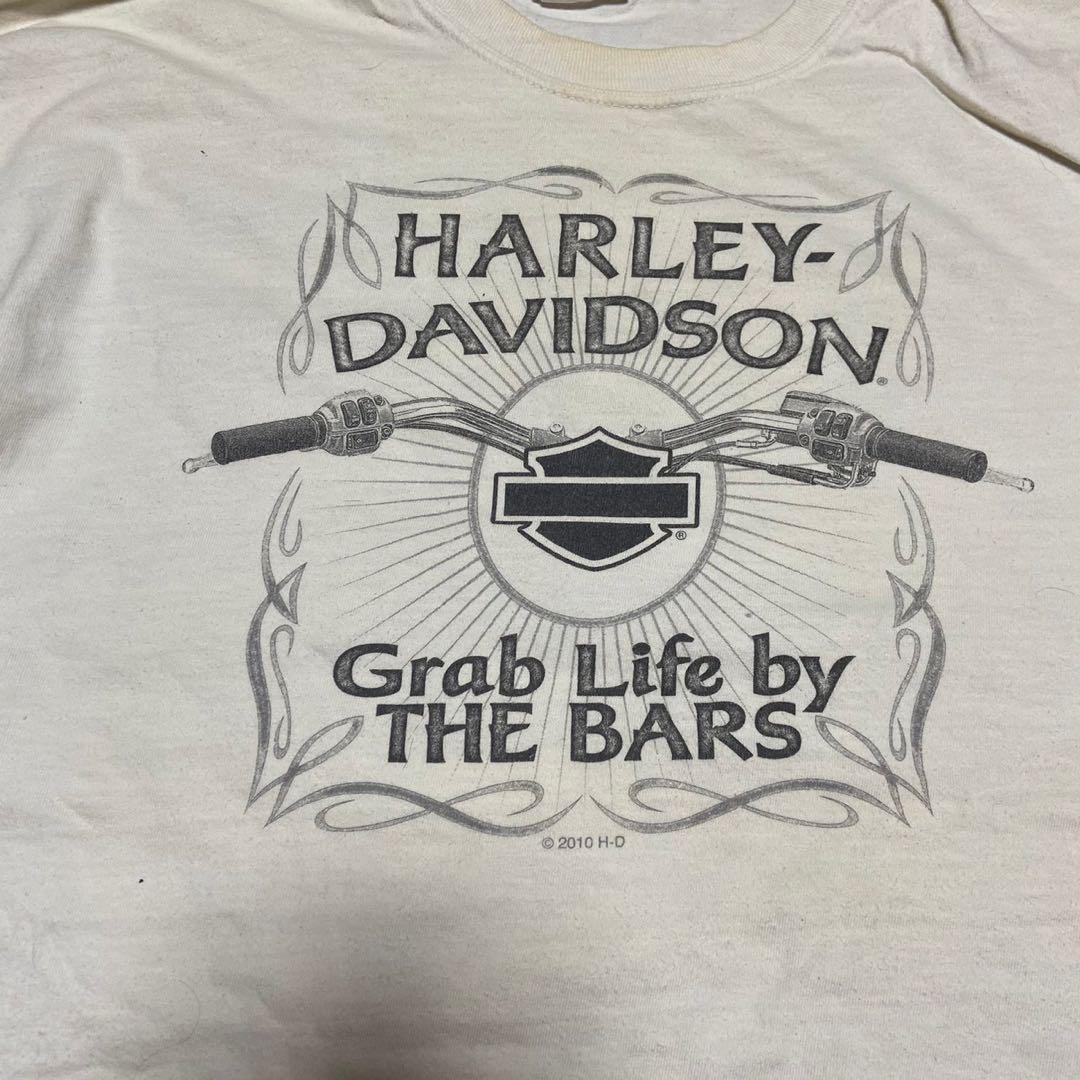 HARLEY-
DAVIDSON®
®
Grab Life by
THE BARS
© 2010 H-D